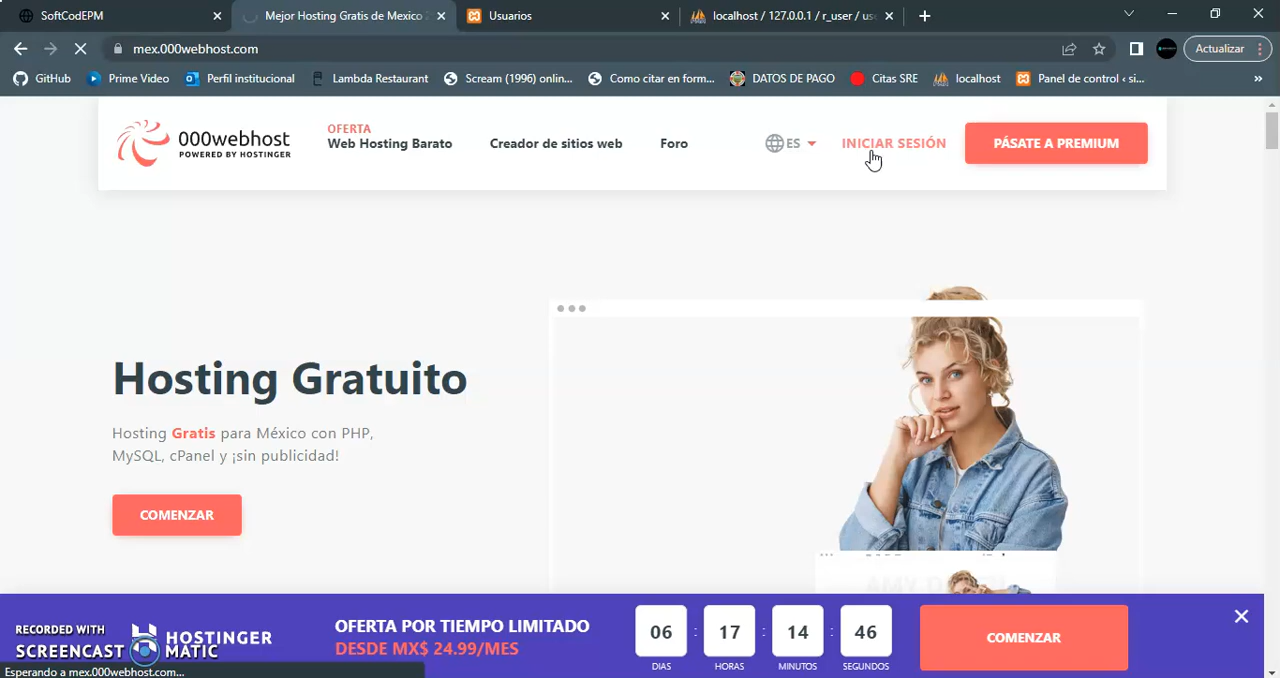 SoftCodEPM
Mejor Hosting Gratis de Mexico 2
Usuarios
localhost / 127.0.0.1 / r_user / us
mex.000webhost.com
Actualizar
GitHub
Prime Video
Perfil institucional
Lambda Restaurant
Scream (1996) onlin...
Como citar en form...
DATOS DE PAGO
Citas SRE
localhost
Panel de control ‹ si...
»
000webhost
POWERED BY HOSTINGER
OFERTA
Web Hosting Barato
Creador de sitios web
Foro
ES
INICIAR SESIÓN
PÁSATE A PREMIUM
Hosting Gratuito
Hosting Gratis para México con PHP,
MySQL, cPanel y ¡sin publicidad!
COMENZAR
RECORDED WITH
SCREENCAST
MATIC
HOSTINGER
OFERTA POR TIEMPO LIMITADO
DESDE MX$ 24.99/MES
06 : 17 : 14 : 46
DIAS HORAS MINUTOS SEGUNDOS
COMENZAR
Esperando a mex.000webhost.com...